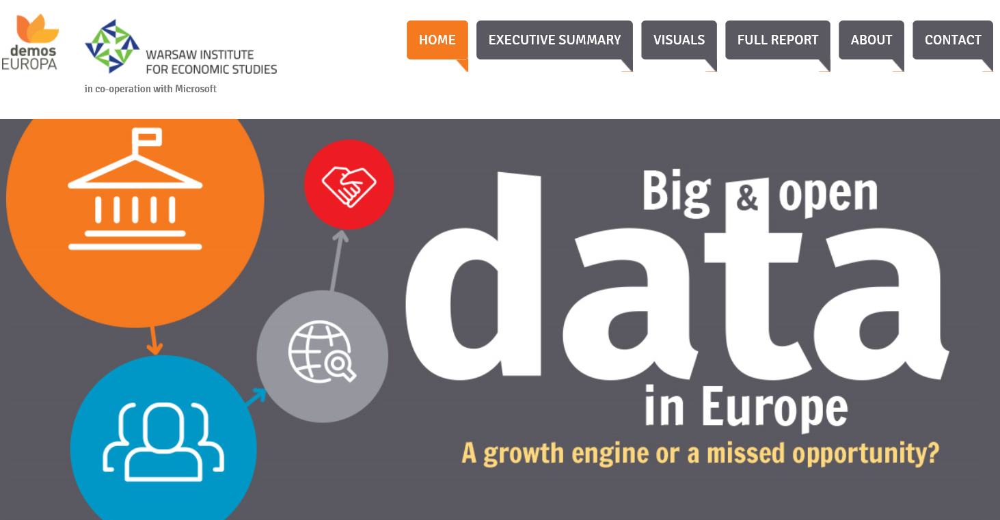 demos
EUROPA
WARSAW INSTITUTE
FOR ECONOMIC STUDIES
in co-operation with Microsoft
HOME
EXECUTIVE SUMMARY
VISUALS
FULL REPORT
ABOUT
CONTACT
Big & open
data
in Europe
A growth engine or a missed opportunity?